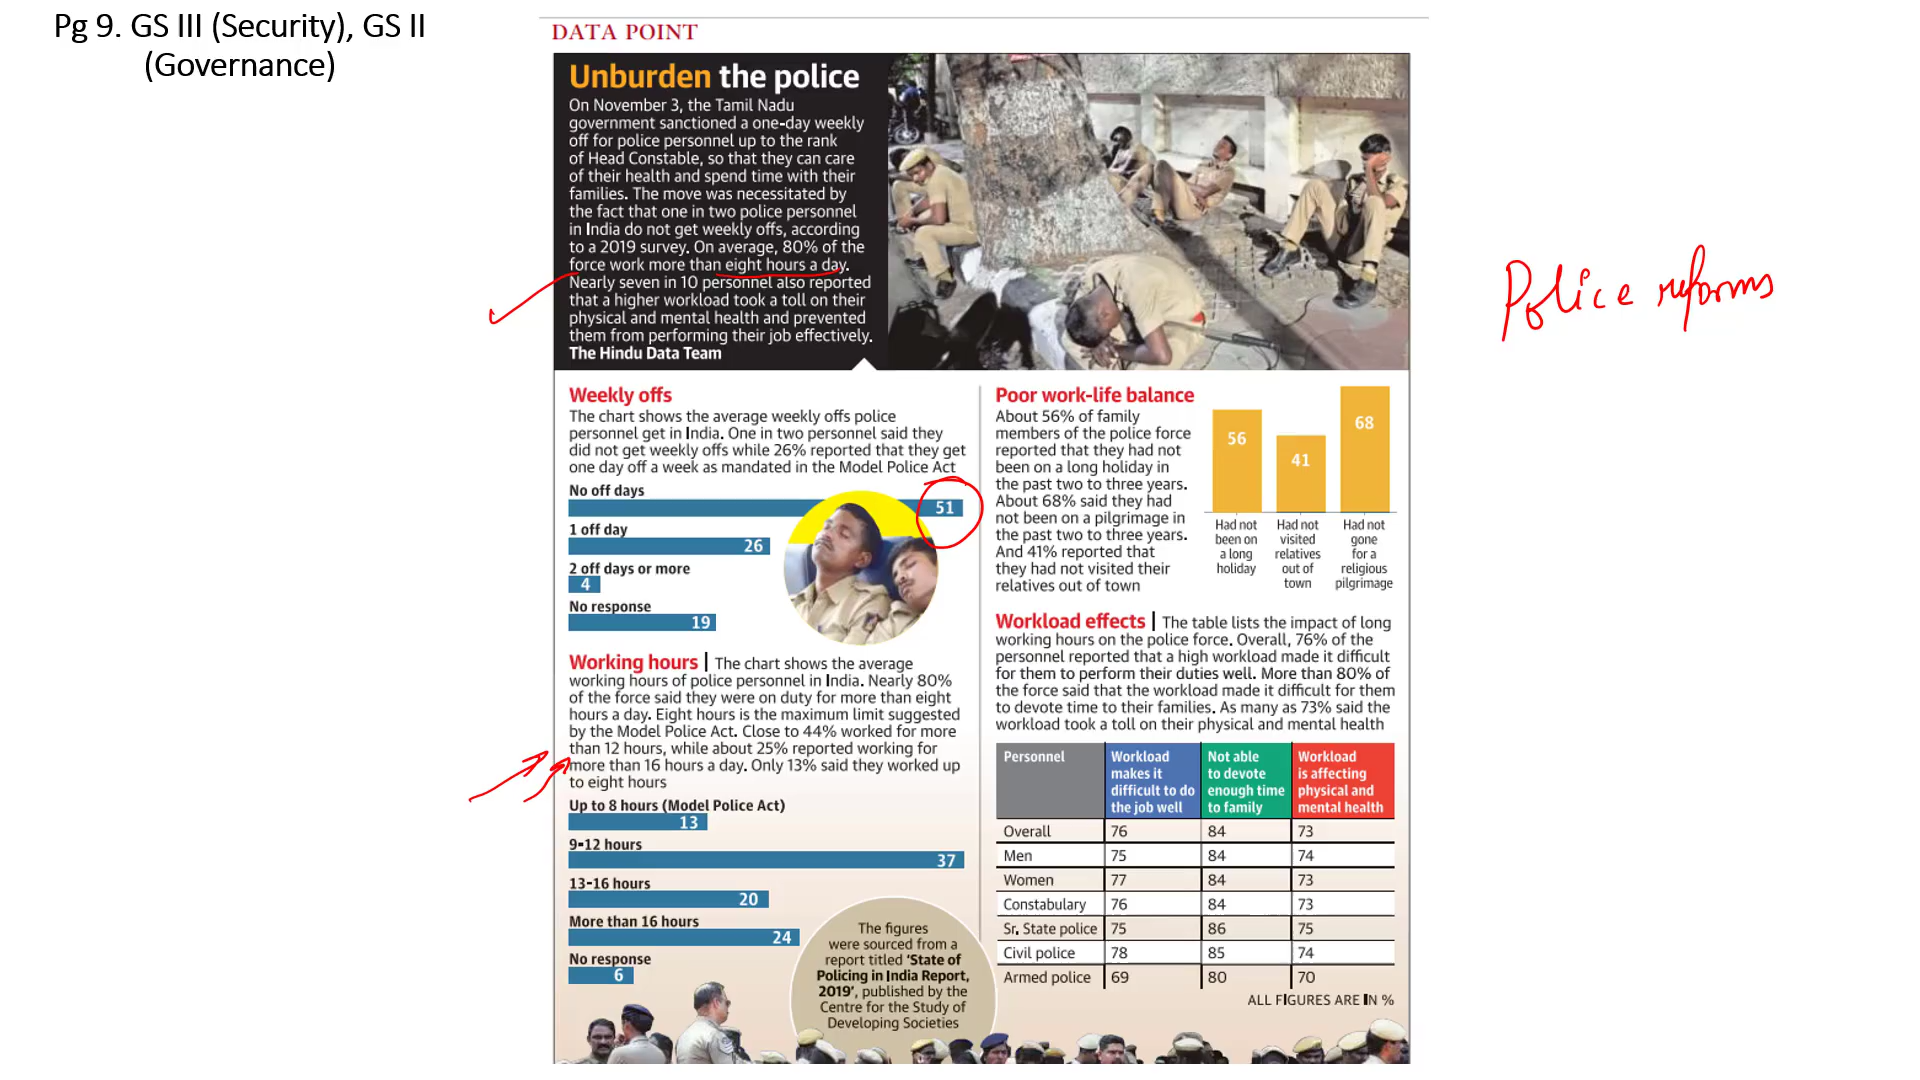 Pg 9. GS III (Security), GS II
(Governance)
DATA POINT
Unburden the police
On November 3, the Tamil Nadu
government sanctioned a one-day weekly
off for police personnel up to the rank
of Head Constable, so that they can care
of their health and spend time with their
families. The move was necessitated by
the fact that one in two police personnel
in India do not get weekly offs, according
to a 2019 survey. On average, 80% of the
force work more than eight hours a day.
Nearly seven in 10 personnel also reported
that a higher workload took a toll on their
physical and mental health and prevented
them from performing their job effectively.
The Hindu Data Team
Police reforms
Weekly offs
The chart shows the average weekly offs police
personnel get in India. One in two personnel said they
did not get weekly offs while 26% reported that they get
one day off a week as mandated in the Model Police Act
No off days
51
1 off day
26
2 off days or more
4
No response
19
Working hours | The chart shows the average
working hours of police personnel in India. Nearly 80%
of the force said they were on duty for more than eight
hours a day. Eight hours is the maximum limit suggested
by the Model Police Act. Close to 44% worked for more
than 12 hours, while about 25% reported working for
more than 16 hours a day. Only 13% said they worked up
to eight hours
Up to 8 hours (Model Police Act)
13
9-12 hours
37
13-16 hours
20
More than 16 hours
24
No response
6
The figures
were sourced from a
report titled ‘State of
Policing in India Report,
2019’, published by the
Centre for the Study of
Developing Societies
Poor work-life balance
About 56% of family
members of the police force
reported that they had not
been on a long holiday in
the past two to three years.
About 68% said they had
not been on a pilgrimage in
the past two to three years.
And 41% reported that
they had not visited their
relatives out of town
56
41
68
Had not been on a long holiday
Had not visited relatives out of town
Had not gone for a religious pilgrimage
Workload effects | The table lists the impact of long
working hours on the police force. Overall, 76% of the
personnel reported that a high workload made it difficult
for them to perform their duties well. More than 80% of
the force said that the workload made it difficult for them
to devote time to their families. As many as 73% said the
workload took a toll on their physical and mental health
Personnel
Workload makes it difficult to do the job well
Not able to devote enough time to family
Workload is affecting physical and mental health
Overall 76 84 73
Men 75 84 74
Women 77 84 73
Constabulary 76 84 73
Sr. State police 75 86 75
Civil police 78 85 74
Armed police 69 80 70
ALL FIGURES ARE IN %